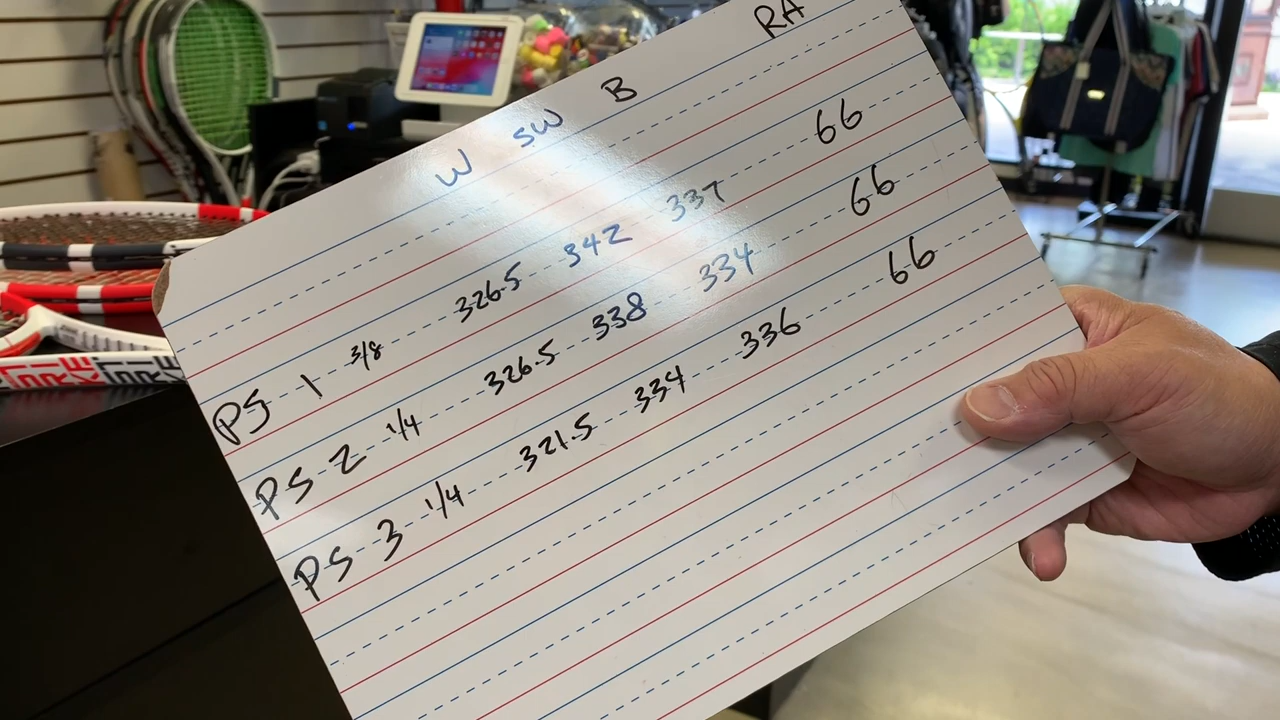 W SW B RA
PS 1 3/8 326.5 342 337 66
PS 2 1/4 326.5 338 334 66
PS 3 1/4 321.5 334 336 66